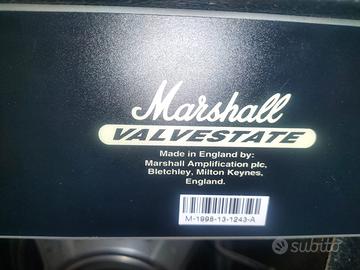 Marshall
VALVESTATE
Made in England by:
Marshall Amplification plc,
Bletchley, Milton Keynes,
England.
M-1998-13-1243-A
subito